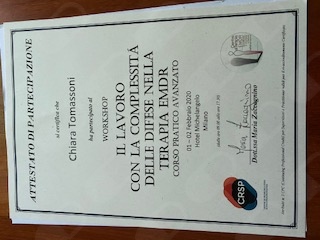 ATTESTATO DI PARTECIPAZIONE
si certifica che
Chiara Tomassoni
ha partecipato al
WORKSHOP
IL LAVORO
CON LA COMPLESSITÀ
DELLE DIFESE NELLA
TERAPIA EMDR
CORSO PRATICO AVANZATO
01 – 02 Febbraio 2020
Hotel Michelangelo
Milano
Dott.ssa Maria Zaccagnino
CRSP